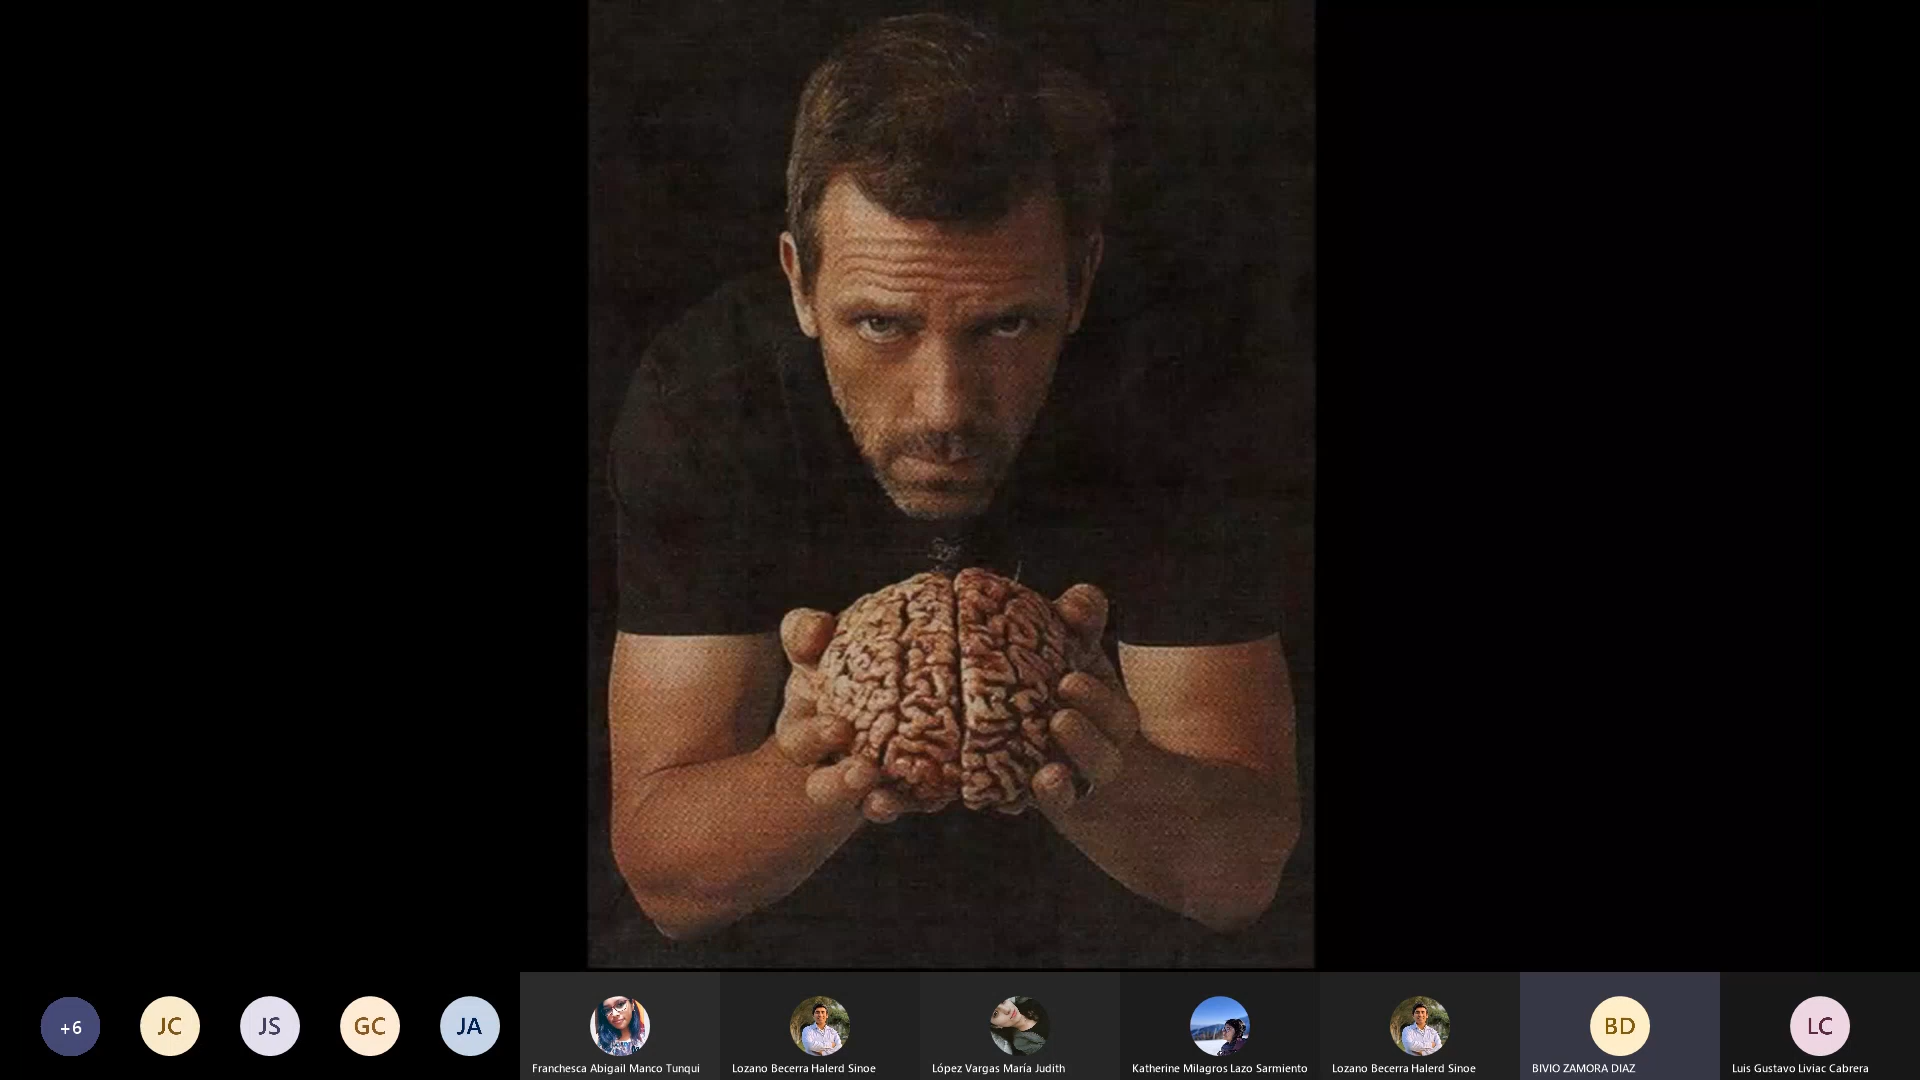 +6
JC
JS
GC
JA
BD
LC
Franchesca Abigail Manco Tunqui
Lozano Becerra Halerd Sinoe
López Vargas María Judith
Katherine Milagros Lazo Sarmiento
Lozano Becerra Halerd Sinoe
BIVIO ZAMORA DIAZ
Luis Gustavo Liviac Cabrera